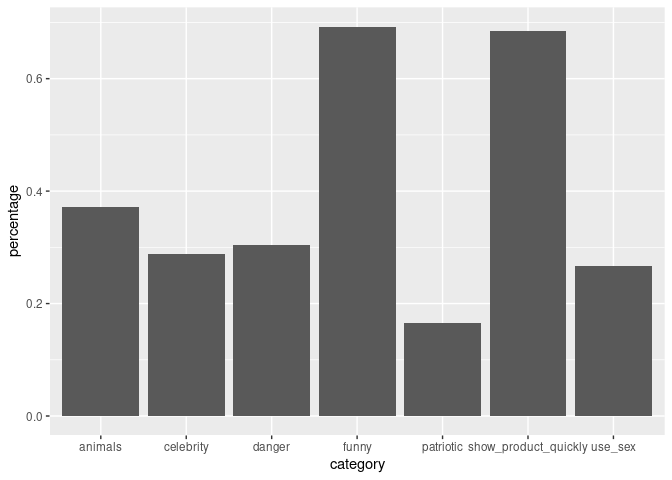 percentage
0.6
0.4
0.2
0.0
animals celebrity danger funny patriotic show_product_quickly use_sex
category